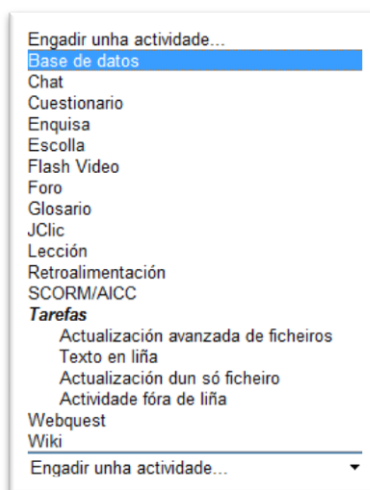 Engadir unha actividade...
Base de datos
Chat
Cuestionario
Enquisa
Escolla
Flash Video
Foro
Glosario
JClic
Lección
Retroalimentación
SCORM/AICC
Tarefas
Actualización avanzada de ficheiros
Texto en liña
Actualización dun só ficheiro
Actividade fóra de liña
Webquest
Wiki
Engadir unha actividade...